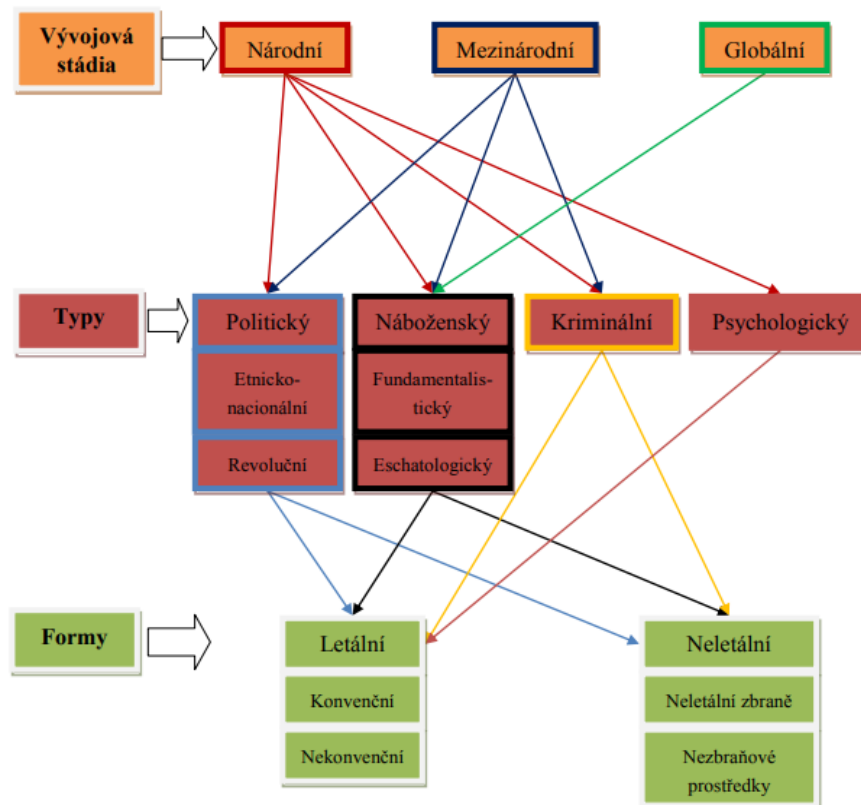 Vývojová
stádia
Národní
Mezinárodní
Globální
Typy
Politický
Náboženský
Kriminální
Psychologický
Etnicko-
nacionální
Fundamentalis-
tický
Revoluční
Eschatologický
Formy
Letální
Neletální
Konvenční
Neletální zbraně
Nekonvenční
Nezbraňové
prostředky